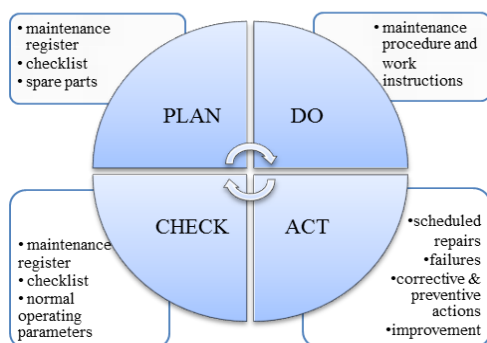 • maintenance
register
• checklist
• spare parts
• maintenance
procedure and
work
instructions
PLAN
DO
CHECK
ACT
• maintenance
register
• checklist
• normal
operating
parameters
•scheduled
repairs
•failures
•corrective &
preventive
actions
•improvement